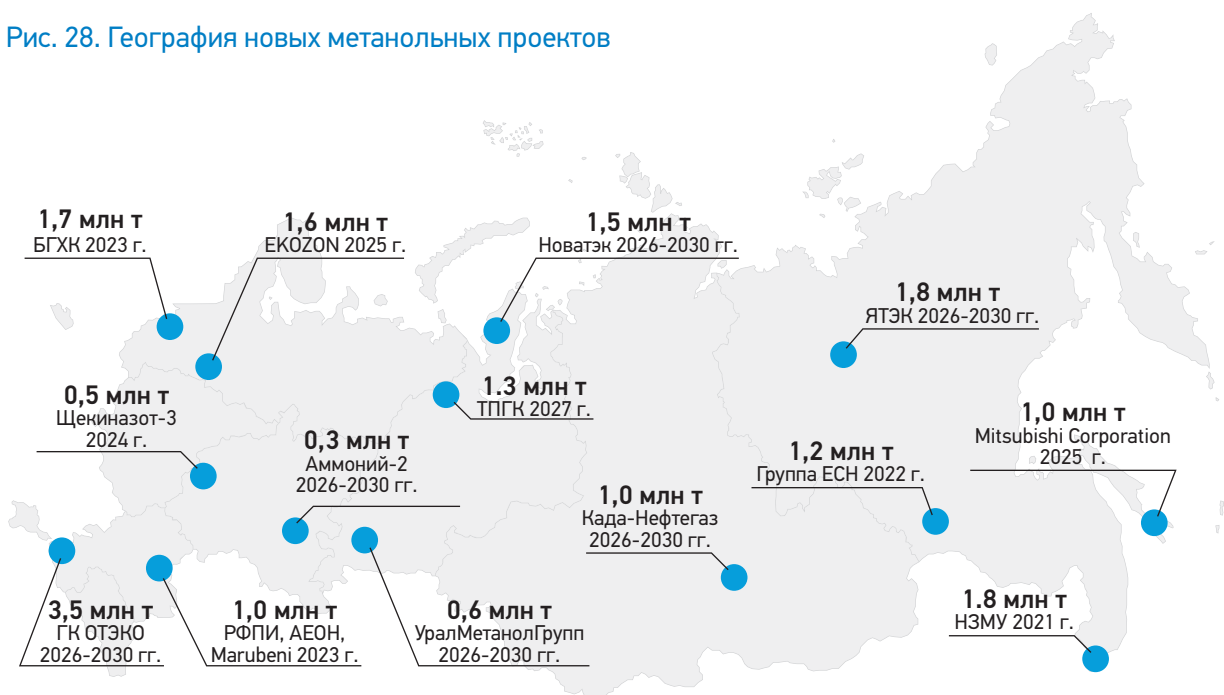 Рис. 28. География новых метанольных проектов
1,7 млн т
БГХК 2023 г.
1,6 млн т
EKOZON 2025 г.
1,5 млн т
Новатэк 2026-2030 гг.
1,8 млн т
ЯТЭК 2026-2030 гг.
0,5 млн т
Щекиназот-3
2024 г.
1.3 млн т
ТПГК 2027 г.
0,3 млн т
Аммоний-2
2026-2030 гг.
1,0 млн т
Mitsubishi Corporation
2025 г.
1,2 млн т
Группа ЕСН 2022 г.
1,0 млн т
Када-Нефтегаз
2026-2030 гг.
3,5 млн т
ГК ОТЭКО
2026-2030 гг.
1,0 млн т
РФПИ, АЕОН,
Marubeni 2023 г.
0,6 млн т
УралМетанолГрупп
2026-2030 гг.
1.8 млн т
НЗМУ 2021 г.